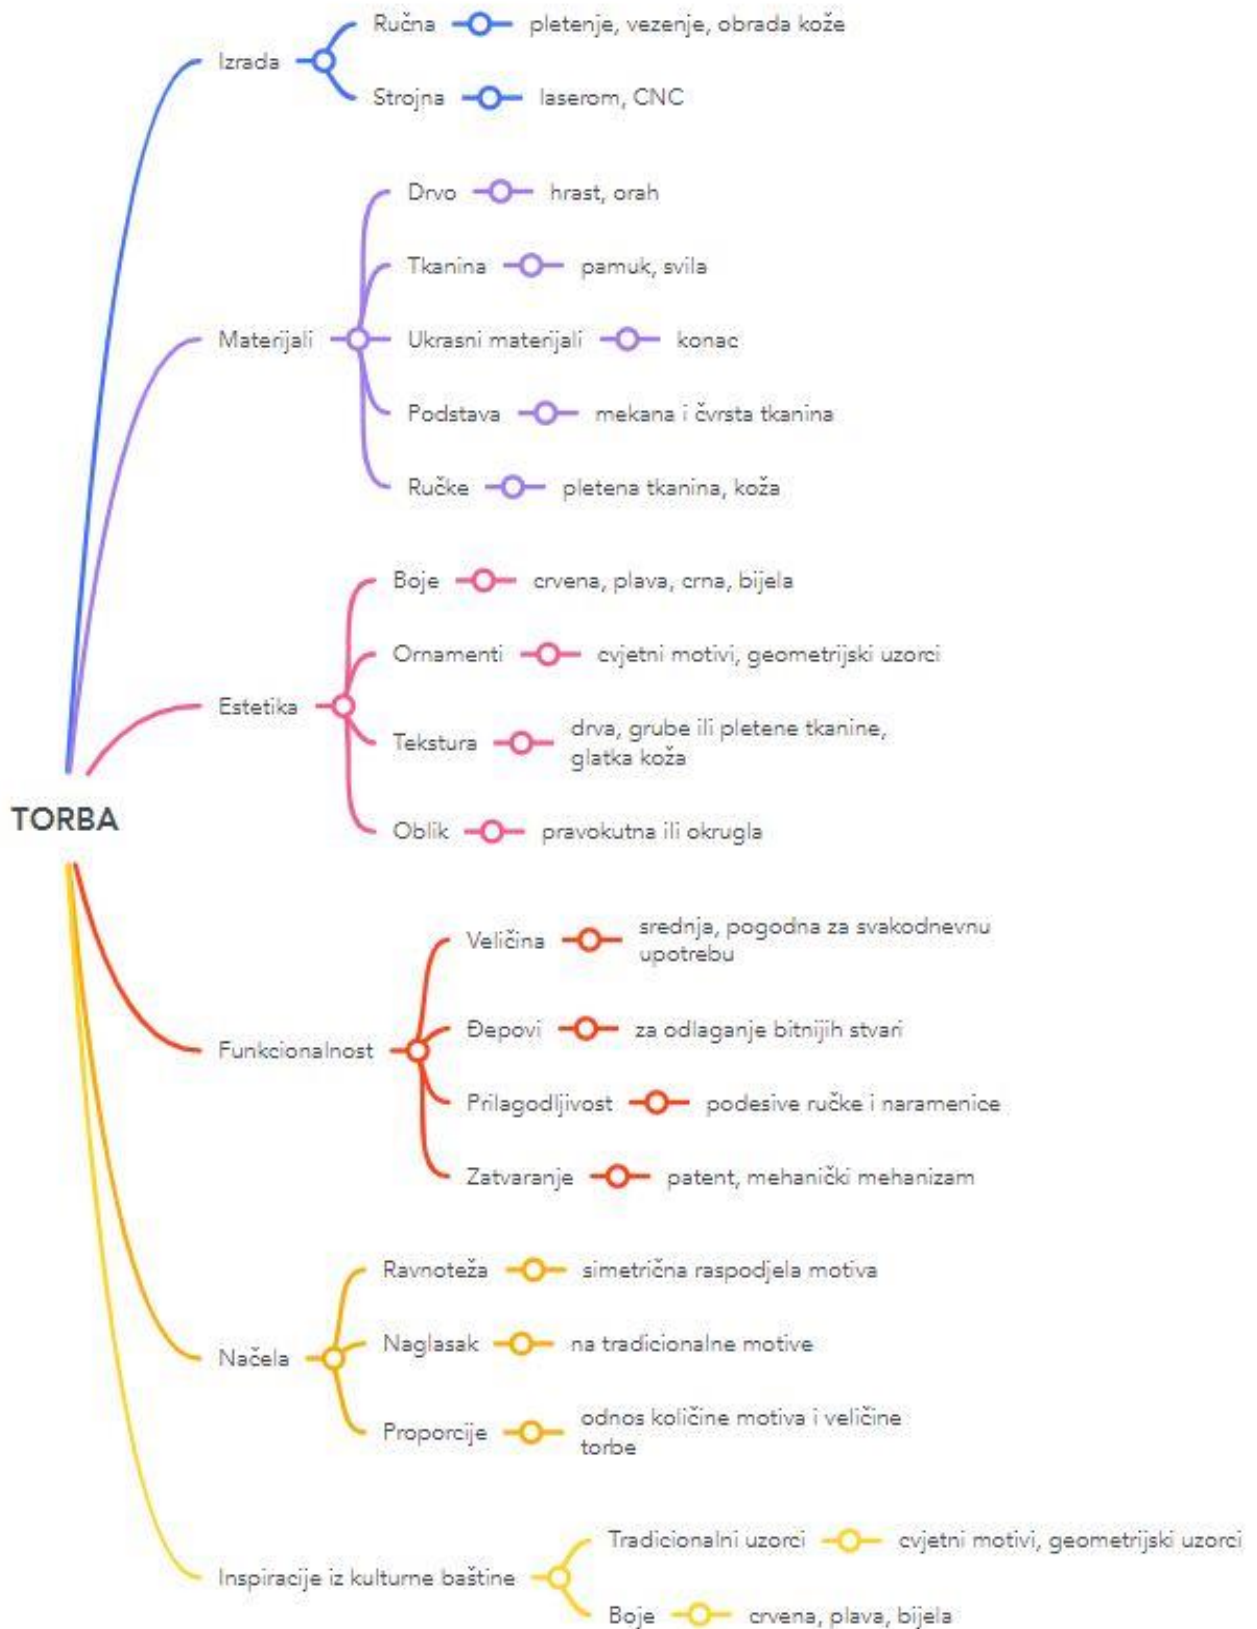 Izrada
Ručna
pletenje, vezenje, obrada kože
Strojna
laserom, CNC
Materijali
Drvo
hrast, orah
Tkanina
pamuk, svila
Ukrasni materijali
konac
Podstava
mekana i čvrsta tkanina
Ručke
pletena tkanina, koža
Estetika
Boje
crvena, plava, crna, bijela
Ornamenti
cvjetni motivi, geometrijski uzorci
Tekstura
drva, grube ili pletene tkanine,
glatka koža
Oblik
pravokutna ili okrugla
TORBA
Funkcionalnost
Veličina
srednja, pogodna za svakodnevnu
upotrebu
Đepovi
za odlaganje bitnijih stvari
Prilagodljivost
podesive ručke i naramenice
Zatvaranje
patent, mehanički mehanizam
Načela
Ravnoteža
simetrična raspodjela motiva
Naglasak
na tradicionalne motive
Proporcije
odnos količine motiva i veličine
torbe
Inspiracije iz kulturne baštine
Tradicionalni uzorci
cvjetni motivi, geometrijski uzorci
Boje
crvena, plava, bijela